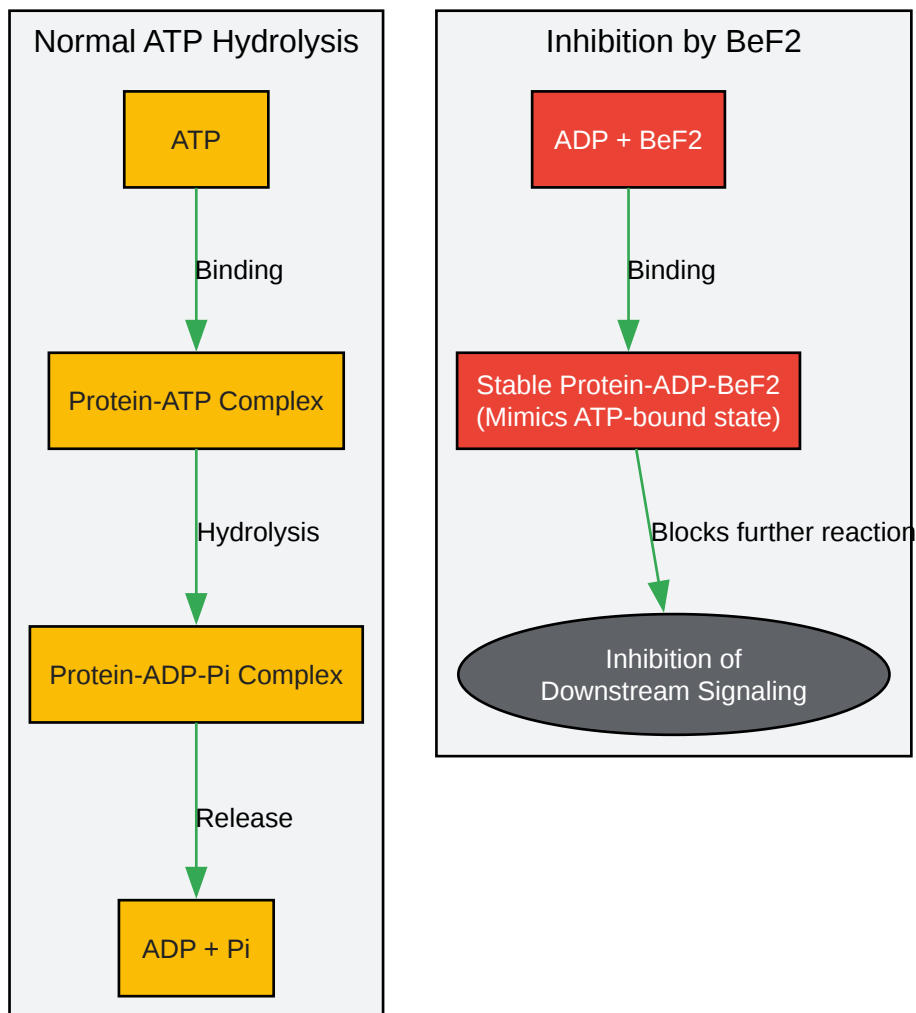 Normal ATP Hydrolysis
ATP
Binding
Protein-ATP Complex
Hydrolysis
Protein-ADP-Pi Complex
Release
ADP + Pi
Inhibition by BeF2
ADP + BeF2
Binding
Stable Protein-ADP-BeF2
(Mimics ATP-bound state)
Blocks further reaction
Inhibition of
Downstream Signaling